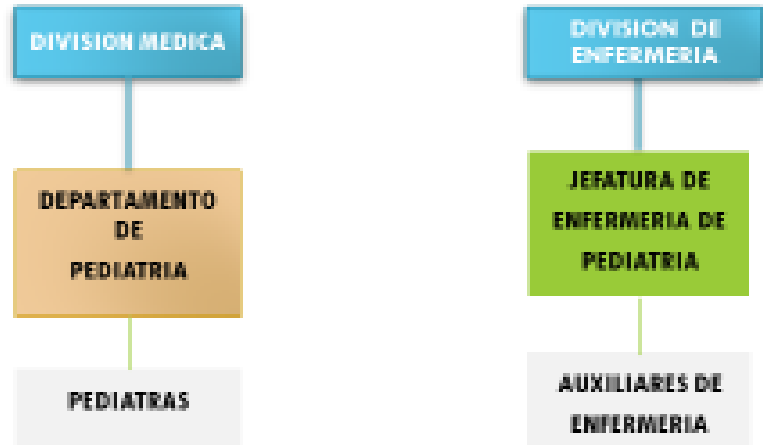 DIVISION MEDICA
DEPARTAMENTO
DE
PEDIATRIA
PEDIATRAS
DIVISION DE
ENFERMERIA
JEFATURA DE
ENFERMERIA DE
PEDIATRIA
AUXILIARES DE
ENFERMERIA